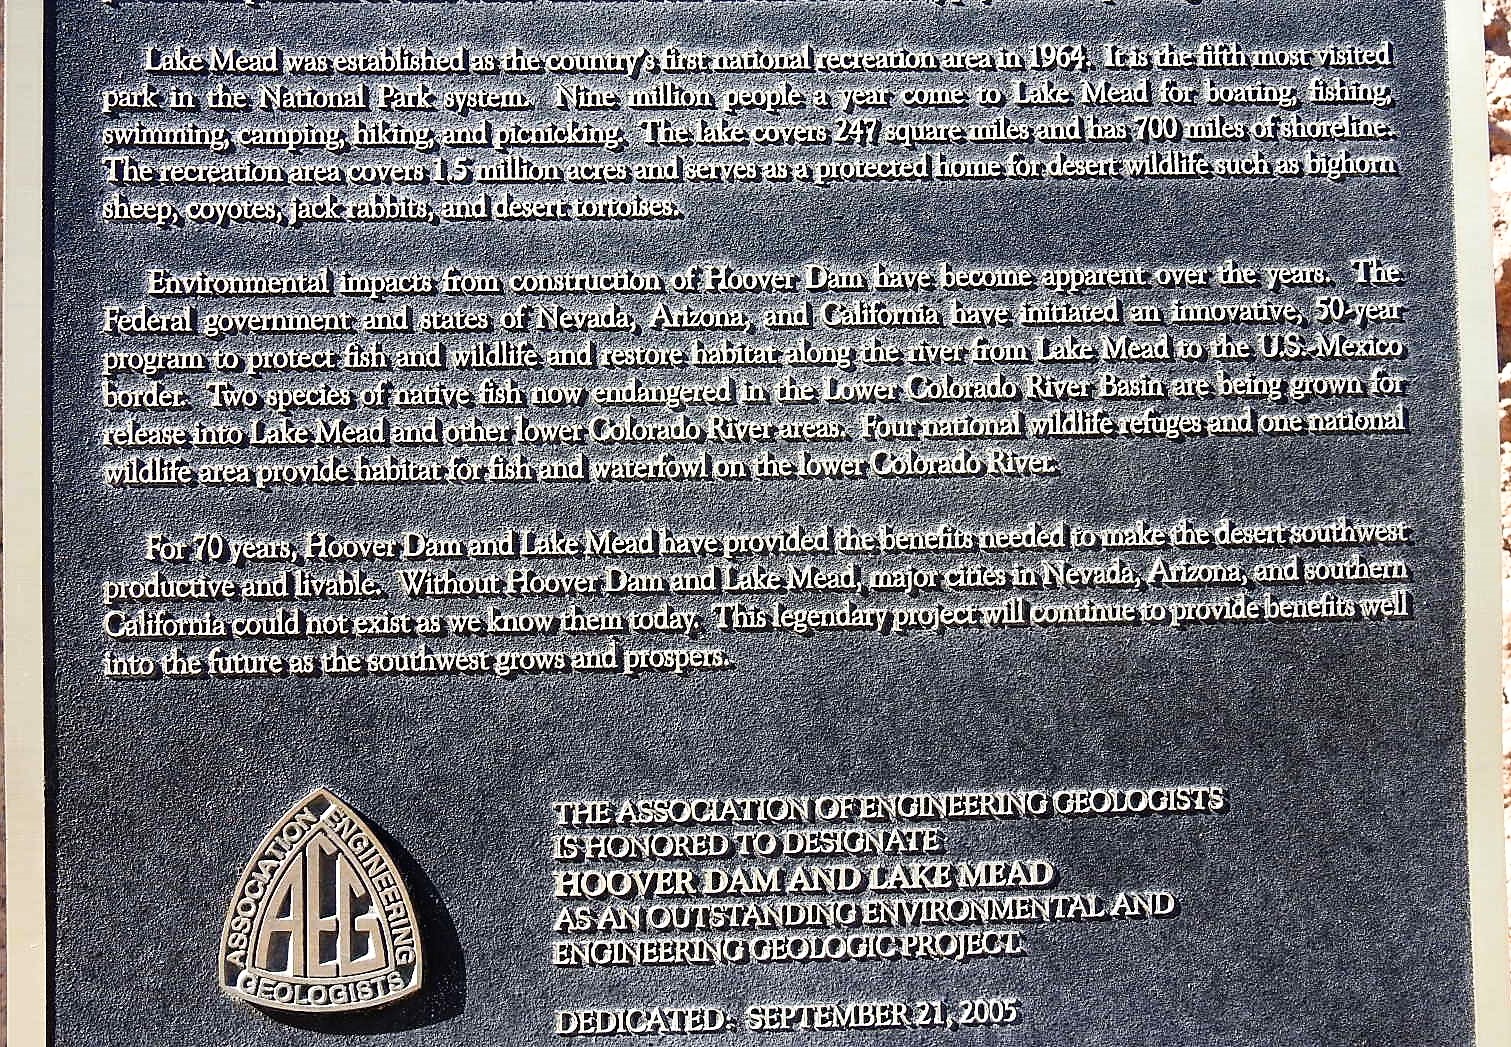 Lake Mead was established as the country's first national recreation area in 1964. It is the fifth most visited
park in the National Park system. Nine million people a year come to Lake Mead for boating, fishing,
swimming, camping, hiking, and picnicking. The lake covers 247 square miles and has 700 miles of shoreline.
The recreation area covers 1.5 million acres and serves as a protected home for desert wildlife such as bighorn
sheep, coyotes, jack rabbits, and desert tortoises.
Environmental impacts from construction of Hoover Dam have become apparent over the years. The
Federal government and states of Nevada, Arizona, and California have initiated an innovative, 50-year
program to protect fish and wildlife and restore habitat along the river from Lake Mead to the U.S.-Mexico
border. Two species of native fish now endangered in the Lower Colorado River Basin are being grown for
release into Lake Mead and other lower Colorado River areas. Four national wildlife refuges and one national
wildlife area provide habitat for fish and waterfowl on the lower Colorado River.
For 70 years, Hoover Dam and Lake Mead have provided the benefits needed to make the desert southwest
productive and livable. Without Hoover Dam and Lake Mead, major cities in Nevada, Arizona, and southern
California could not exist as we know them today. This legendary project will continue to provide benefits well
into the future as the southwest grows and prospers.
ASSOCIATION ENGINEERING
AEG
GEOLOGISTS
THE ASSOCIATION OF ENGINEERING GEOLOGISTS
IS HONORED TO DESIGNATE
HOOVER DAM AND LAKE MEAD
AS AN OUTSTANDING ENVIRONMENTAL AND
ENGINEERING GEOLOGIC PROJECT.
DEDICATED: SEPTEMBER 21, 2005